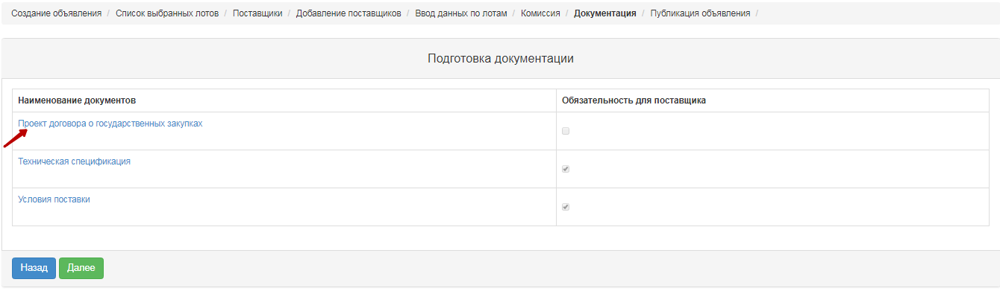 Создание объявления / Список выбранных лотов / Поставщики / Добавление поставщиков / Ввод данных по лотам / Комиссия / Документация / Публикация объявления /
Подготовка документации
Наименование документов Обязательность для поставщика
Проект договора о государственных закупках
Техническая спецификация
Условия поставки
Назад Далее